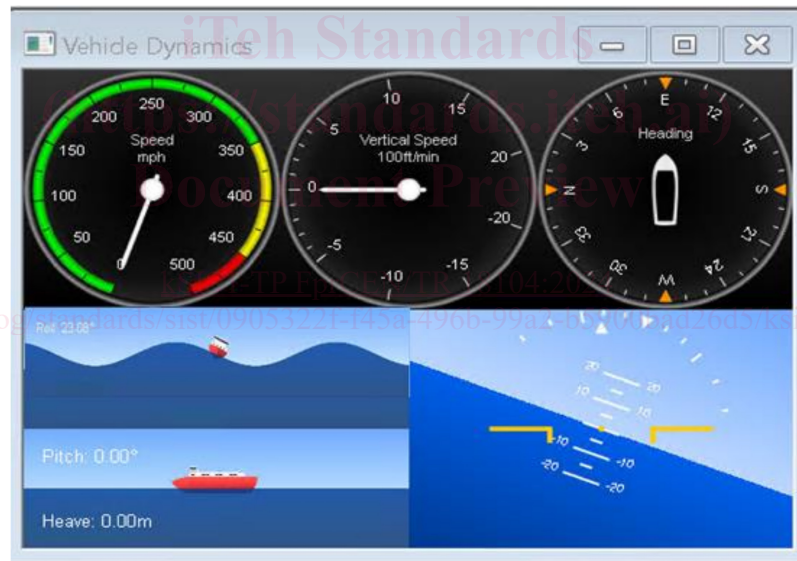 iTeh Standards
Vehicle Dynamics
(https://standards.iteh.ai)
Document Preview
Speed
mph
0
50
100
150
200
250
300
350
400
450
500
Vertical Speed
100ft/min
0
5
10
15
20
-20
-15
-10
-5
Heading
E
12
15
S
21
24
W
30
33
N
3
6
Roll: 23.08°
Pitch: 0.00°
Heave: 0.00m
20
20
10
10
-10
-10
-20
-20